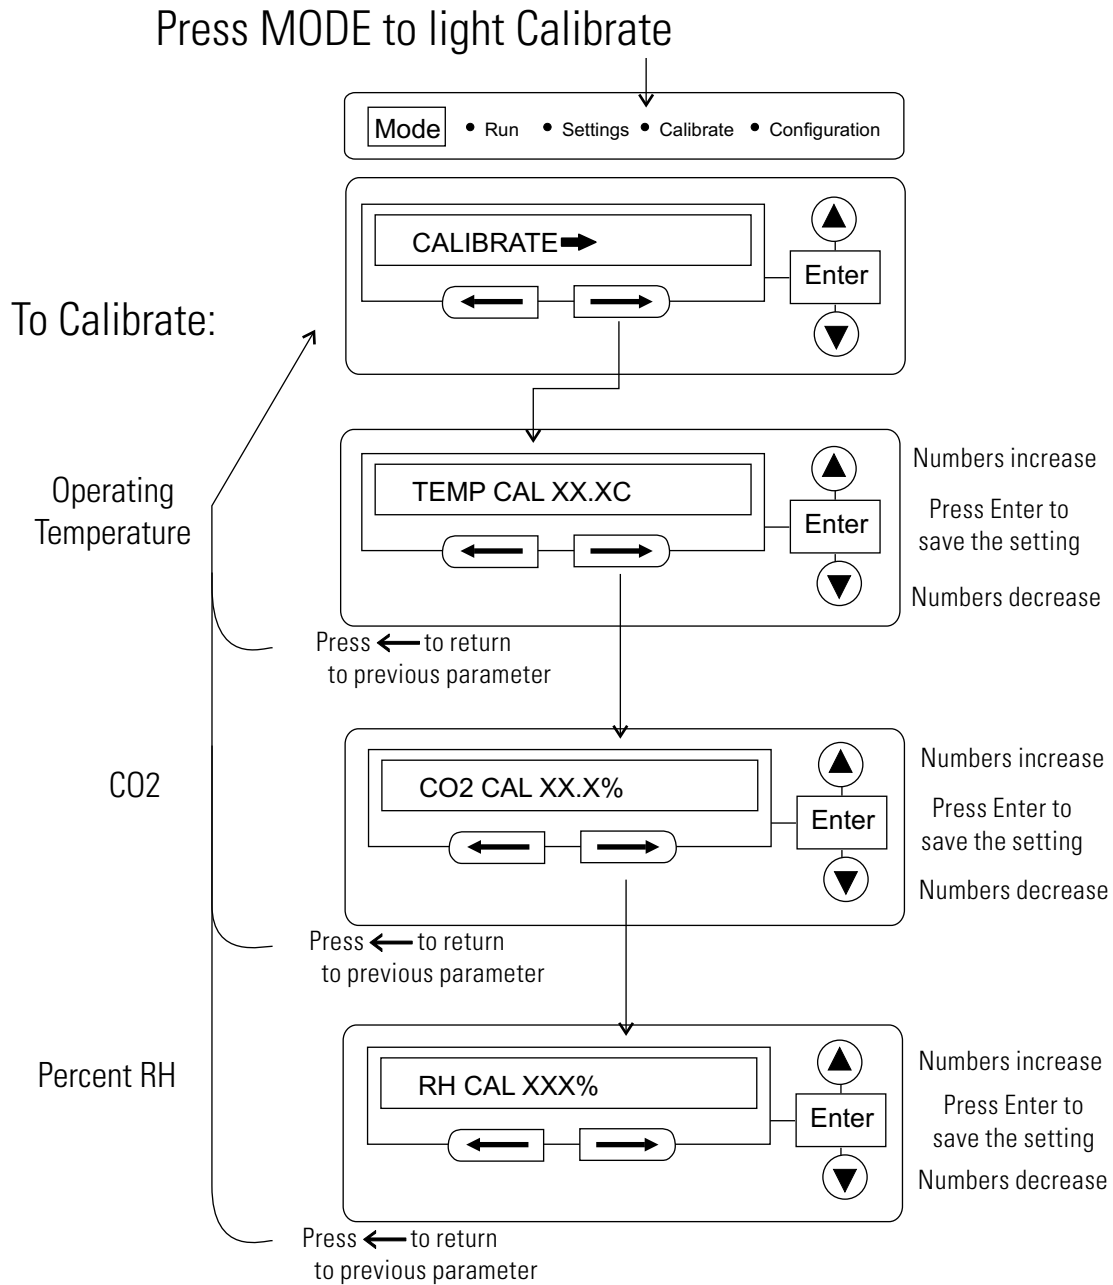 Press MODE to light Calibrate
Mode • Run • Settings • Calibrate • Configuration
CALIBRATE
Enter
To Calibrate:
Operating
Temperature
TEMP CAL XX.XC
Numbers increase
Enter
Press Enter to
save the setting
Numbers decrease
Press ← to return
to previous parameter
CO2
CO2 CAL XX.X%
Numbers increase
Enter
Press Enter to
save the setting
Numbers decrease
Press ← to return
to previous parameter
Percent RH
RH CAL XXX%
Numbers increase
Enter
Press Enter to
save the setting
Numbers decrease
Press ← to return
to previous parameter